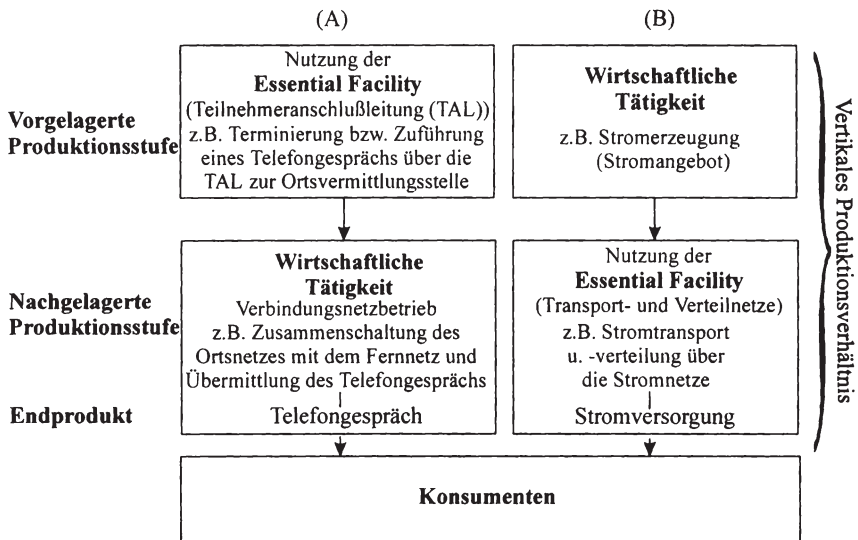 (A)
(B)
Vorgelagerte
Produktionsstufe
Nutzung der
Essential Facility
(Teilnehmeranschlußleitung (TAL))
z.B. Terminierung bzw. Zuführung
eines Telefongesprächs über die
TAL zur Ortsvermittlungsstelle
Wirtschaftliche
Tätigkeit
z.B. Stromerzeugung
(Stromangebot)
Nachgelagerte
Produktionsstufe
Wirtschaftliche
Tätigkeit
Verbindungsnetzbetrieb
z.B. Zusammenschaltung des
Ortsnetzes mit dem Fernnetz und
Übermittlung des Telefongesprächs
Nutzung der
Essential Facility
(Transport- und Verteilnetze)
z.B. Stromtransport
u. -verteilung über
die Stromnetze
Endprodukt
Telefongespräch
Stromversorgung
Konsumenten
Vertikales Produktionsverhältnis